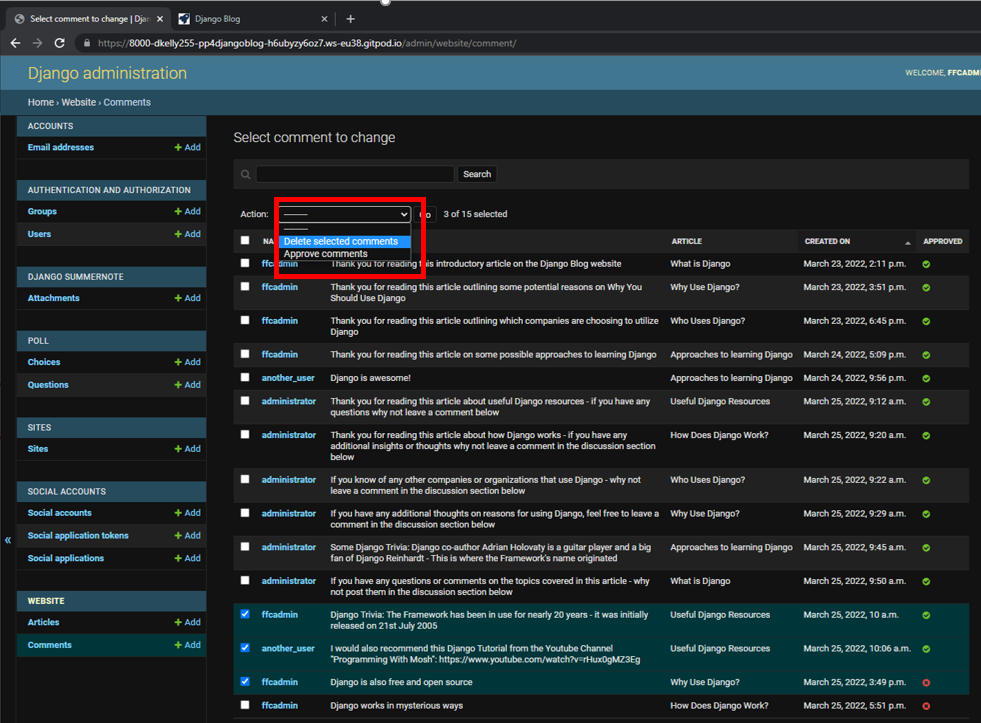 Select comment to change | Djan
Django Blog
https://8000-dkelly255-pp4djangoblog-h6ubyzy6oz7.ws-eu38.gitpod.io/admin/website/comment/
Django administration
WELCOME, FFCADMI
Home › Website › Comments
ACCOUNTS
Email addresses + Add
AUTHENTICATION AND AUTHORIZATION
Groups + Add
Users + Add
DJANGO SUMMERNOTE
Attachments + Add
POLL
Choices + Add
Questions + Add
SITES
Sites + Add
SOCIAL ACCOUNTS
Social accounts + Add
Social application tokens + Add
Social applications + Add
«
WEBSITE
Articles + Add
Comments + Add
Select comment to change
Search
Action: --------- 3 of 15 selected
---------
Delete selected comments
Approve comments
ARTICLE CREATED ON APPROVED
ffcadmin Thank you for reading this introductory article on the Django Blog website What is Django March 23, 2022, 2:11 p.m.
ffcadmin Thank you for reading this article outlining some potential reasons on Why You Why Use Django? March 23, 2022, 3:51 p.m.
Should Use Django
ffcadmin Thank you for reading this article outlining which companies are choosing to utilize Who Uses Django? March 23, 2022, 6:45 p.m.
Django
ffcadmin Thank you for reading this article on some possible approaches to learning Django Approaches to learning Django March 24, 2022, 5:09 p.m.
another_user Django is awesome! Approaches to learning Django March 24, 2022, 9:56 p.m.
administrator Thank you for reading this article about useful Django resources - if you have any Useful Django Resources March 25, 2022, 9:12 a.m.
questions why not leave a comment below
administrator Thank you for reading this article about how Django works - if you have any How Does Django Work? March 25, 2022, 9:20 a.m.
additional insights or thoughts why not leave a comment in the discussion section
below
administrator If you know of any other companies or organizations that use Django - why not Who Uses Django? March 25, 2022, 9:22 a.m.
leave a comment in the discussion section below
administrator If you have any additional thoughts on reasons for using Django, feel free to leave a Why Use Django? March 25, 2022, 9:29 a.m.
comment in the discussion section below
administrator Some Django Trivia: Django co-author Adrian Holovaty is a guitar player and a big Approaches to learning Django March 25, 2022, 9:45 a.m.
fan of Django Reinhardt - This is where the Framework's name originated
administrator If you have any questions or comments on the topics covered in this article - why What is Django March 25, 2022, 9:50 a.m.
not post them in the discussion section below
ffcadmin Django Trivia: The Framework has been in use for nearly 20 years - it was initially Useful Django Resources March 25, 2022, 10 a.m.
released on 21st July 2005
another_user I would also recommend this Django Tutorial from the Youtube Channel Useful Django Resources March 25, 2022, 10:06 a.m.
"Programming With Mosh": https://www.youtube.com/watch?v=rHux0gMZ3Eg
ffcadmin Django is also free and open source Why Use Django? March 25, 2022, 3:49 p.m.
ffcadmin Django works in mysterious ways How Does Django Work? March 25, 2022, 5:51 p.m.